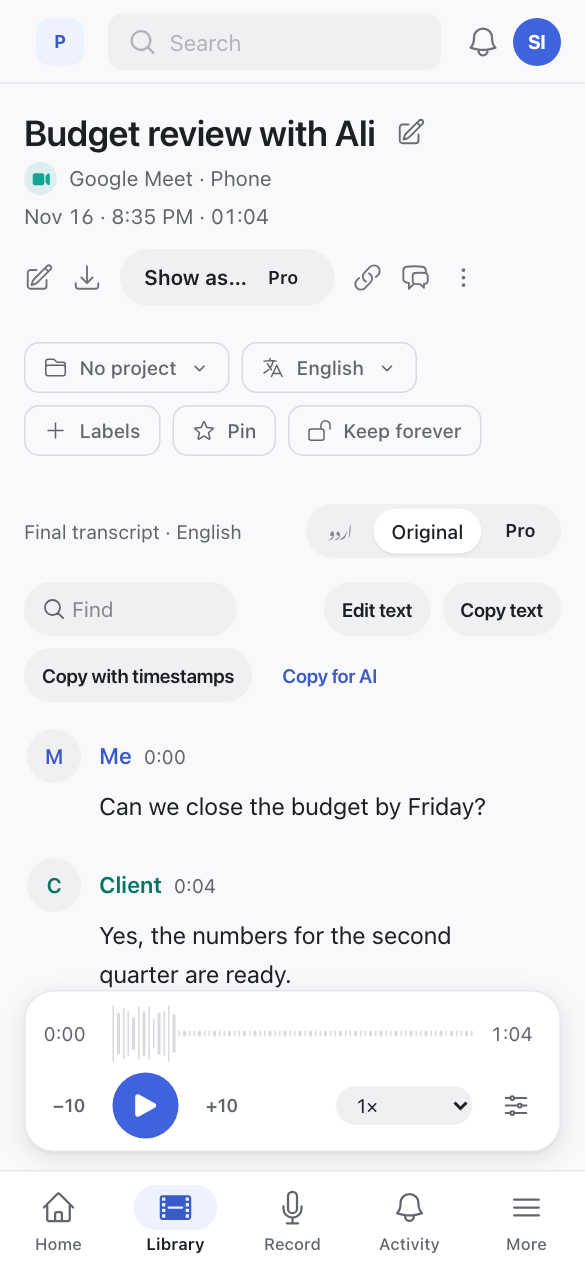 P
Search
SI
Budget review with Ali
Google Meet · Phone
Nov 16 · 8:35 PM · 01:04
Show as... Pro
No project
English
Labels
Pin
Keep forever
Final transcript · English
اردو
Original
Pro
Find
Edit text
Copy text
Copy with timestamps
Copy for AI
M
Me 0:00
Can we close the budget by Friday?
C
Client 0:04
Yes, the numbers for the second
quarter are ready.
0:00
1:04
−10
+10
1×
Home
Library
Record
Activity
More